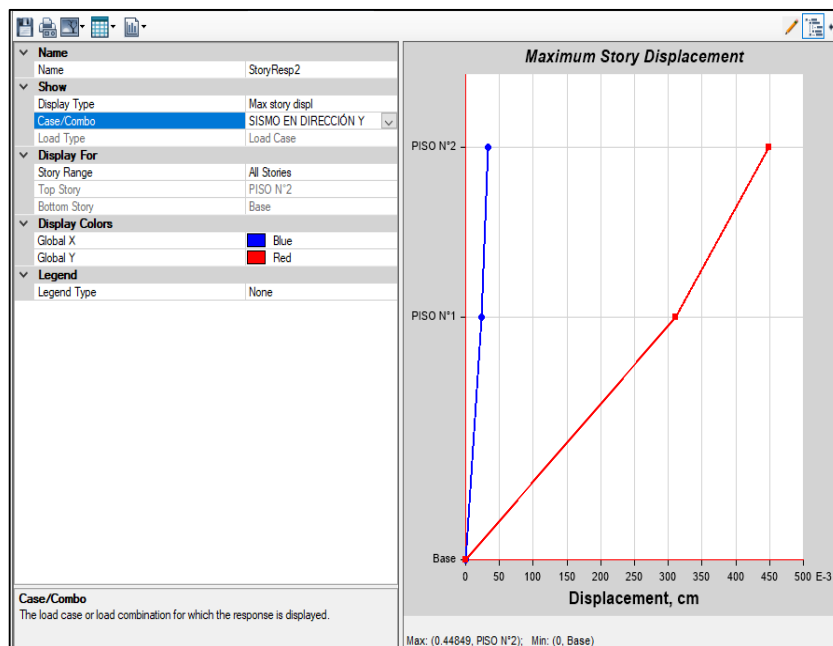 Name
Name StoryResp2
Show
Display Type Max story displ
Case/Combo SISMO EN DIRECCIÓN Y
Load Type Load Case
Display For
Story Range All Stories
Top Story PISO N°2
Bottom Story Base
Display Colors
Global X Blue
Global Y Red
Legend
Legend Type None
Case/Combo
The load case or load combination for which the response is displayed.
Maximum Story Displacement
PISO N°2
PISO N°1
Base
0 50 100 150 200 250 300 350 400 450 500 E-3
Displacement, cm
Max: (0.44849, PISO N°2); Min: (0, Base)